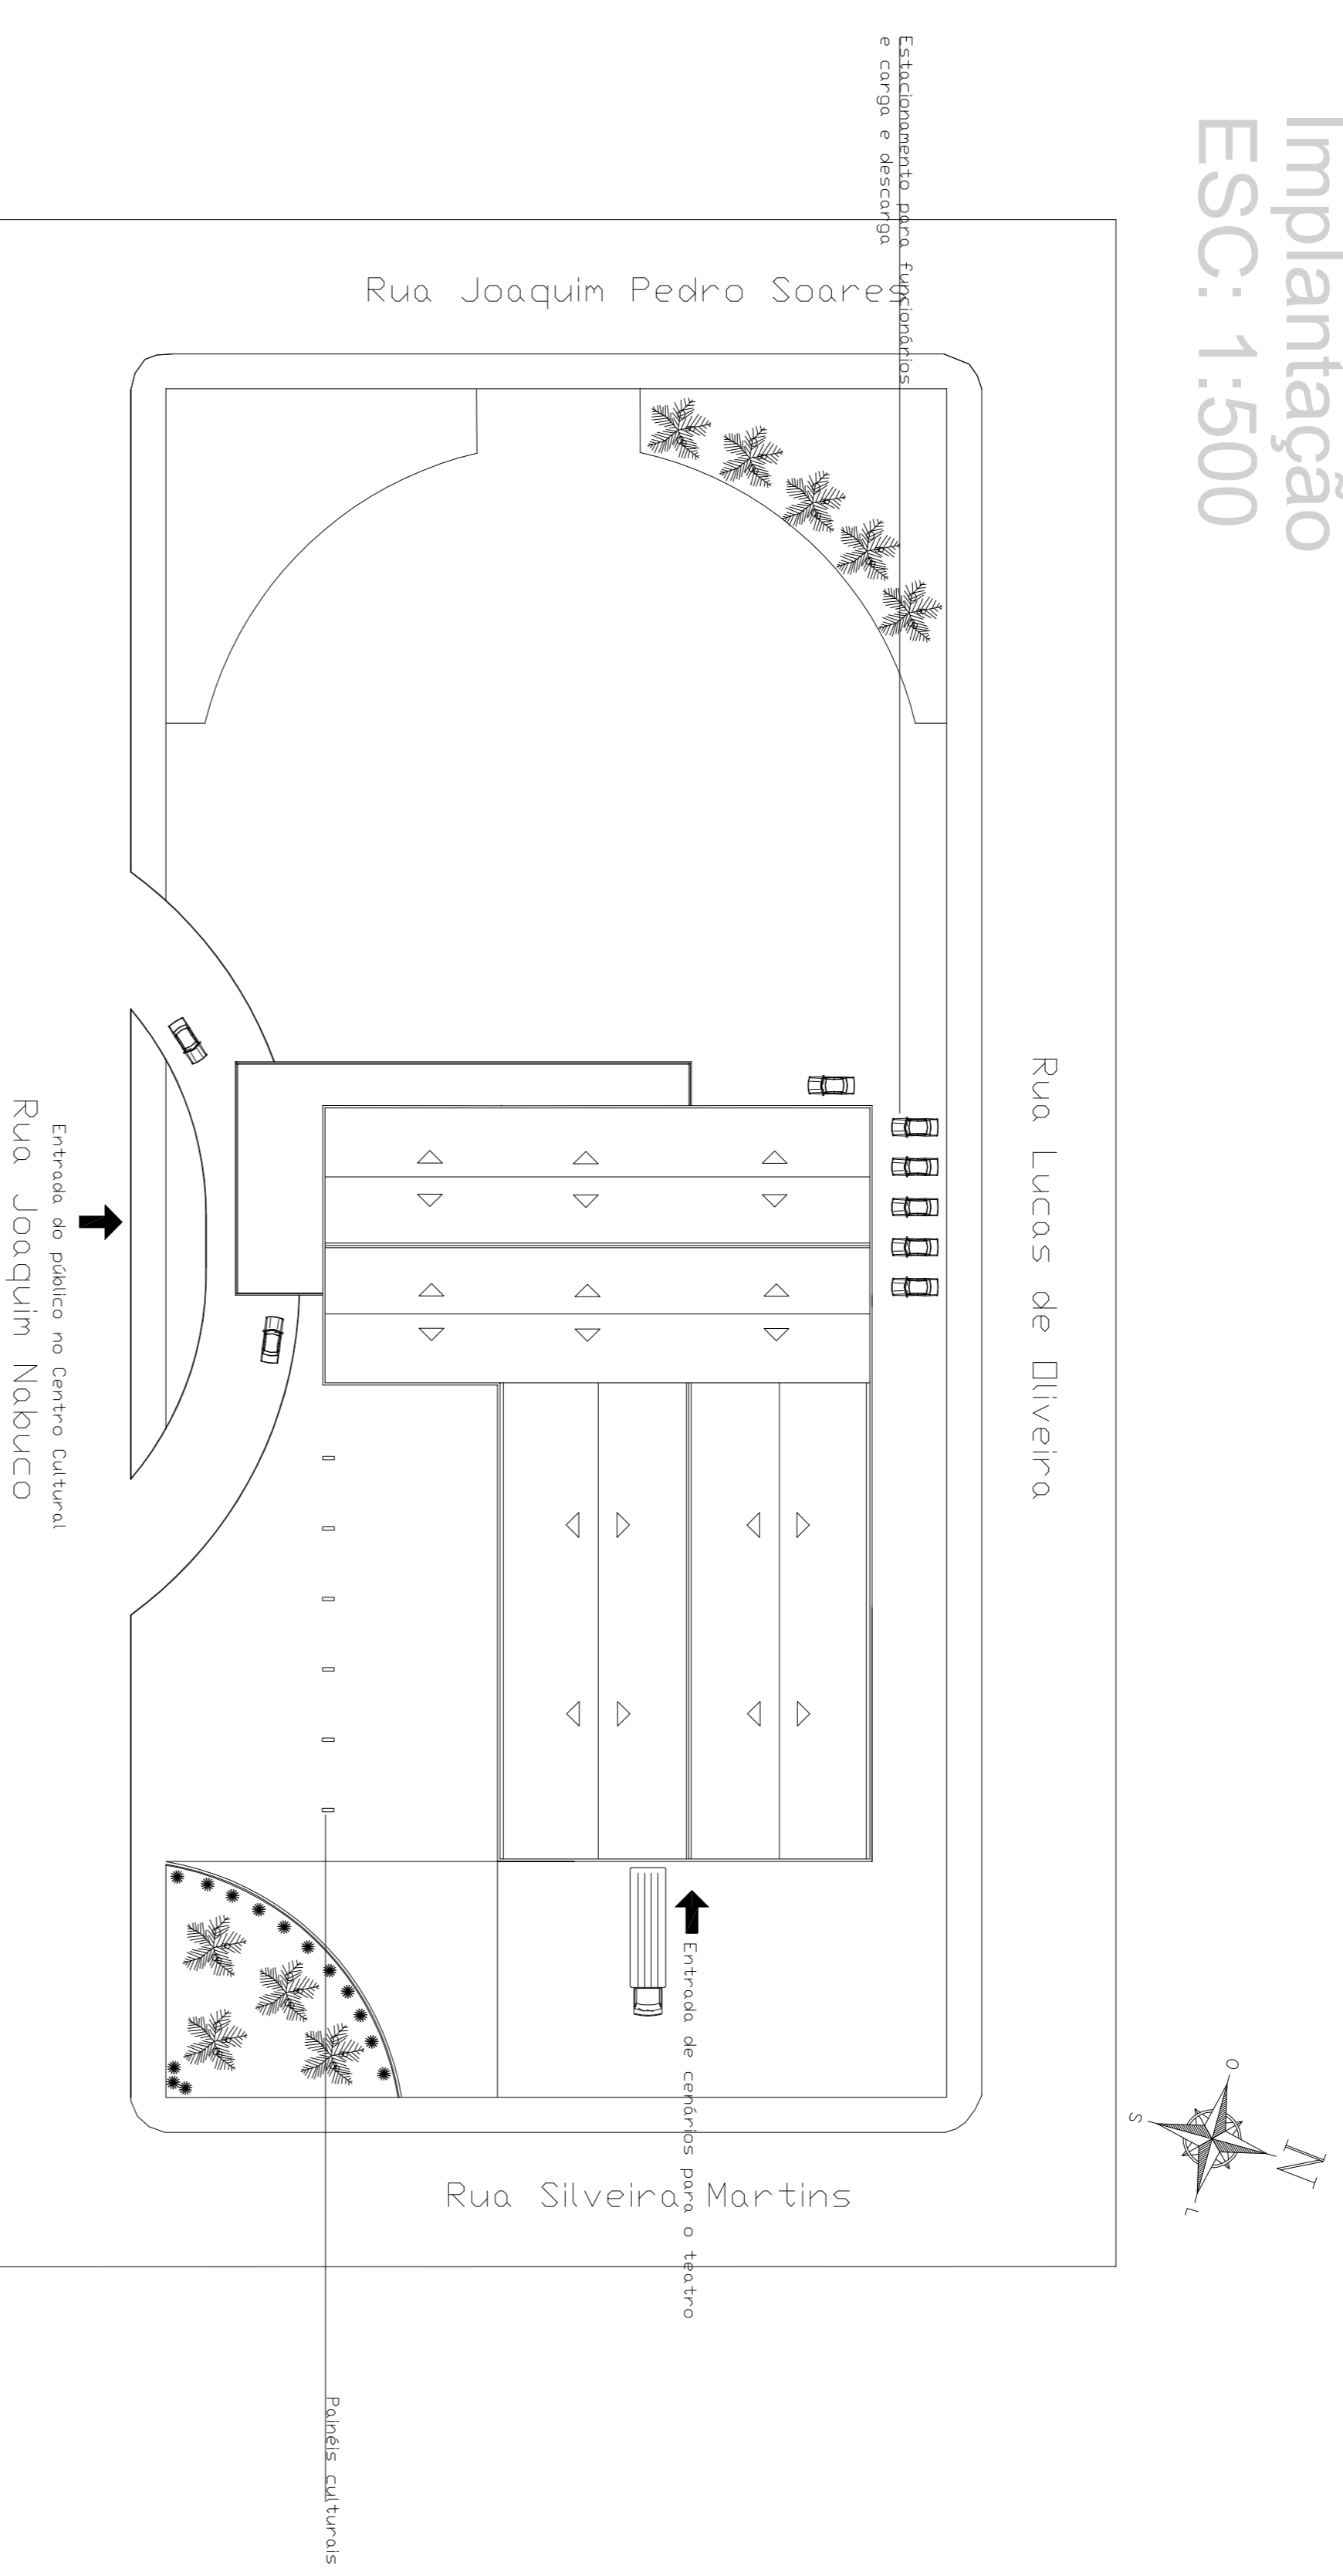 Implantação
ESC: 1:500
Estacionamento para funcionários
e carga e descarga
Rua Joaquim Pedro Soares
Rua Lucas de Oliveira
Entrada do público no Centro Cultural
Rua Joaquim Nabuco
Entrada de cenários para o teatro
Rua Silveira Martins
Painéis culturais
O
S
N
L